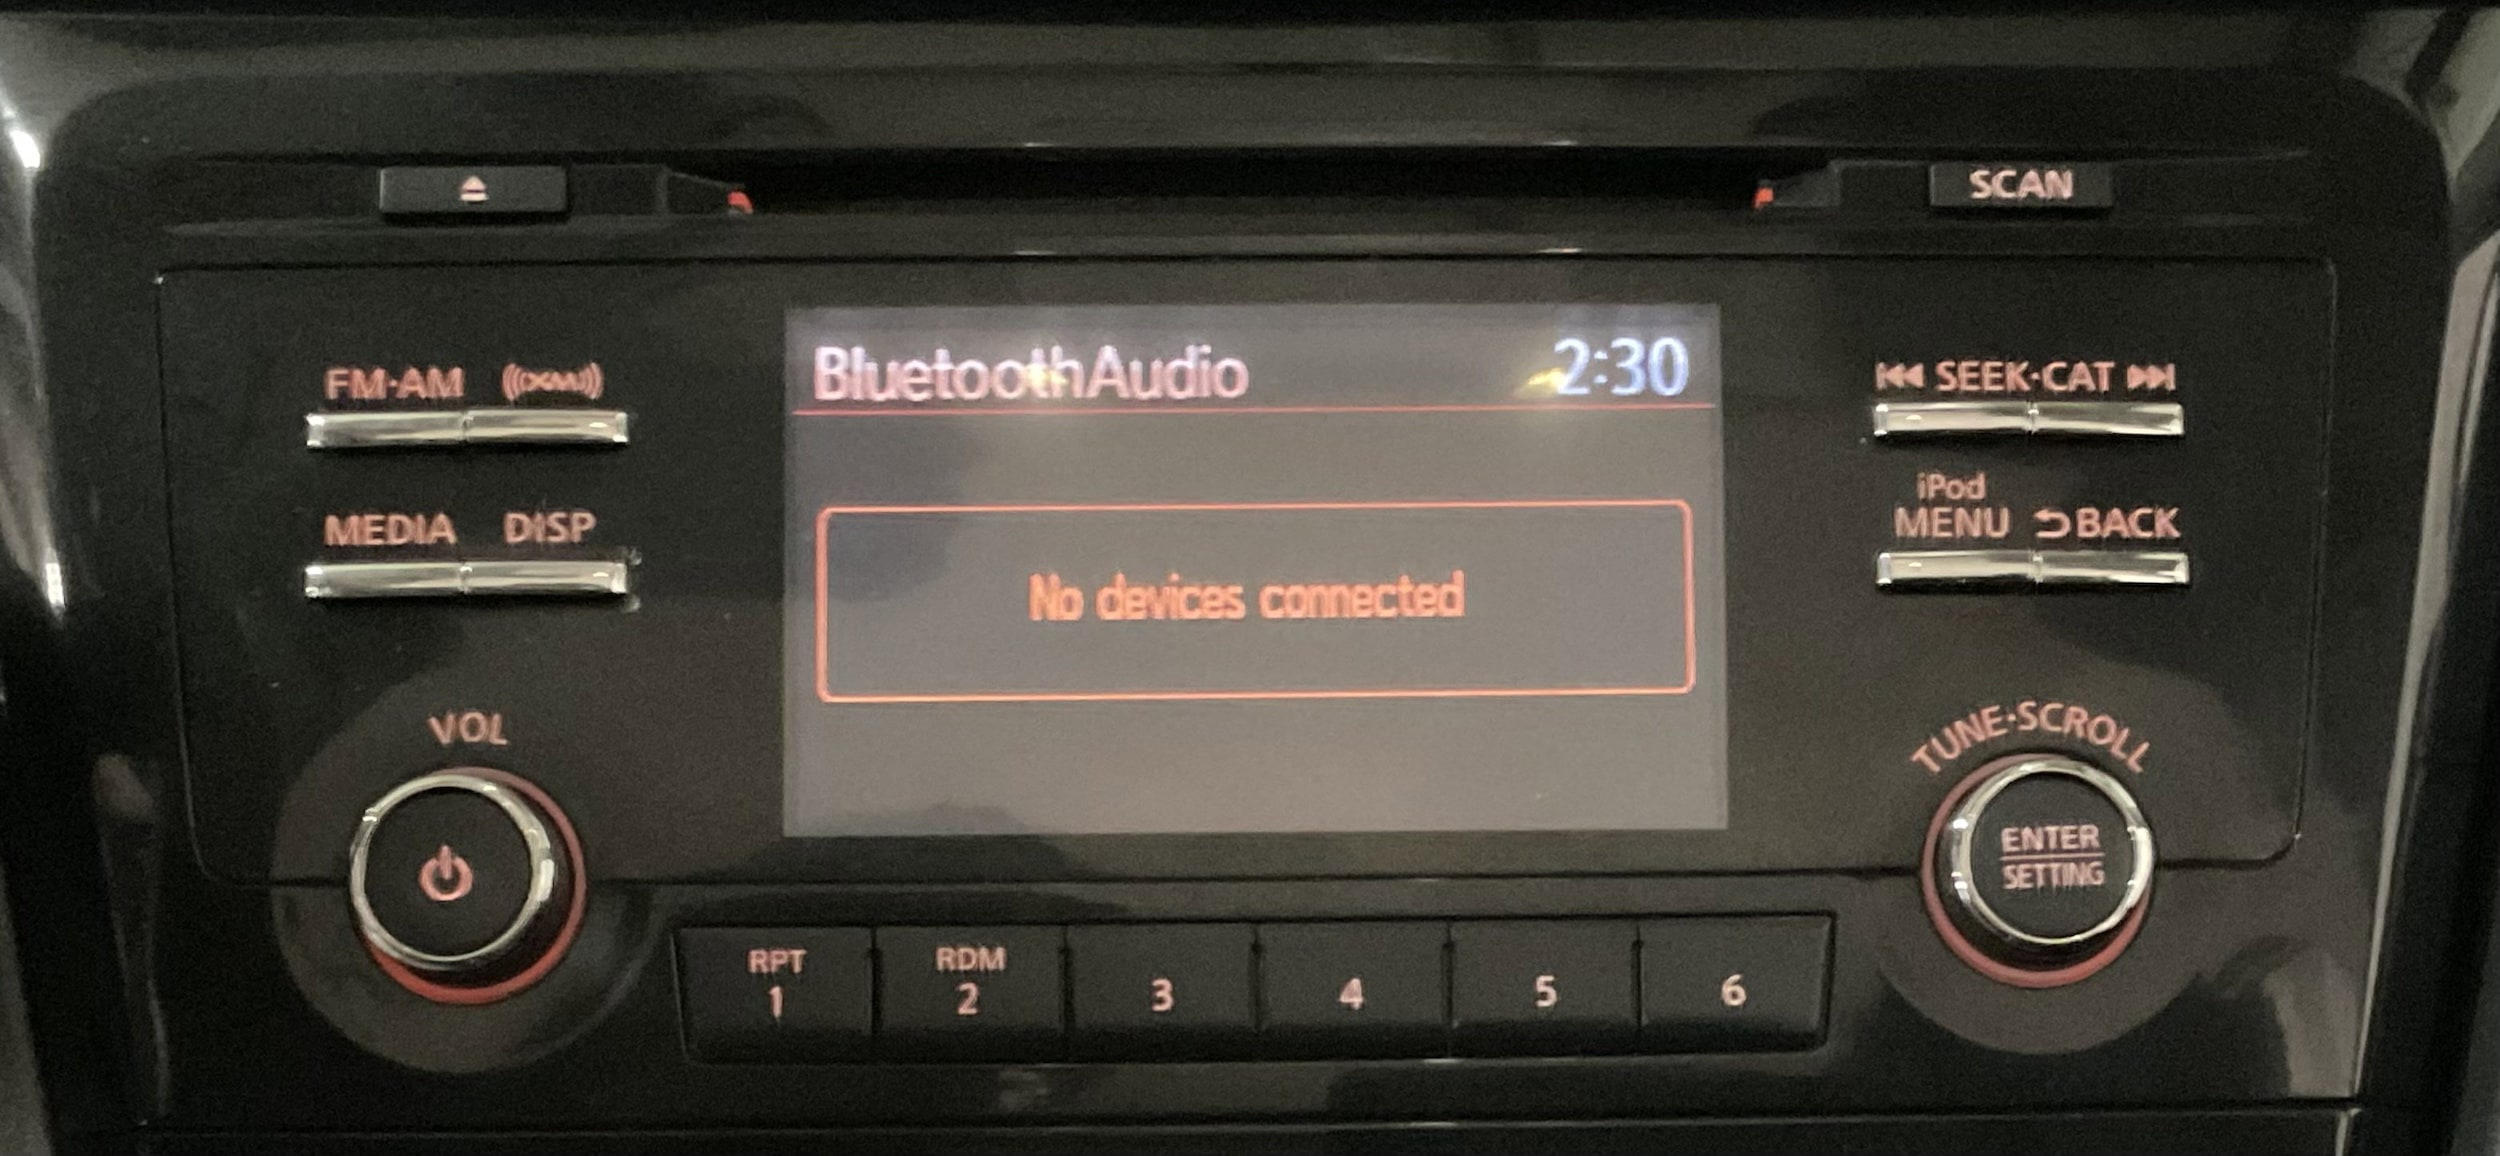 SCAN
FM·AM XM
BluetoothAudio 2:30
SEEK·CAT
MEDIA DISP
iPod
MENU BACK
No devices connected
VOL
TUNE·SCROLL
ENTER
SETTING
RPT RDM
1 2 3 4 5 6